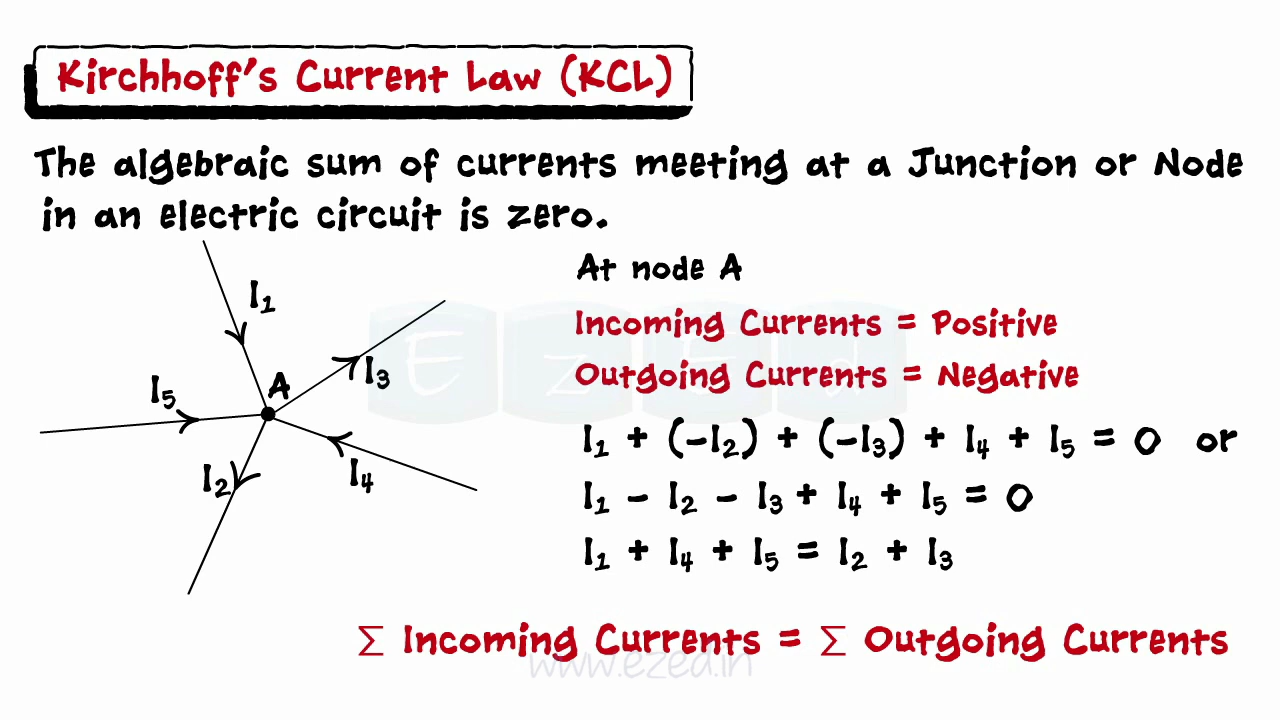 Kirchhoff's Current Law (KCL)
The algebraic sum of currents meeting at a Junction or Node
in an electric circuit is zero.
I₁
I₃
A
I₅
I₂
I₄
At node A
Incoming Currents = Positive
Outgoing Currents = Negative
I₁ + (-I₂) + (-I₃) + I₄ + I₅ = 0 or
I₁ - I₂ - I₃ + I₄ + I₅ = 0
I₁ + I₄ + I₅ = I₂ + I₃
Σ Incoming Currents = Σ Outgoing Currents
EzEd
www.ezed.in